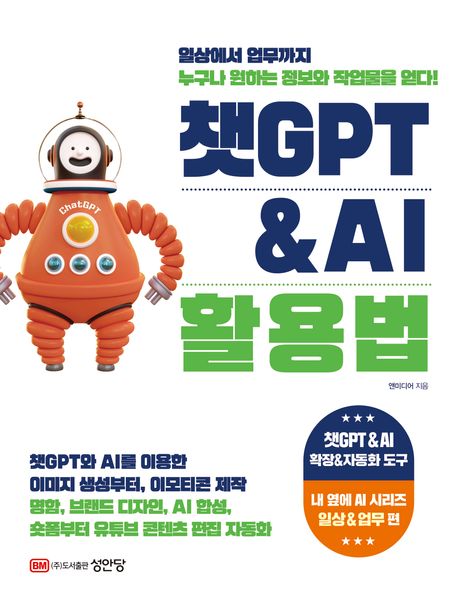 일상에서 업무까지
누구나 원하는 정보와 작업물을 얻다!
챗GPT
&AI
활용법
ChatGPT
앤미디어 지음
★★★
챗GPT & AI
확장&자동화 도구
내 옆에 AI 시리즈
일상 & 업무 편
★★★
챗GPT와 AI를 이용한
이미지 생성부터, 이모티콘 제작
명함, 브랜드 디자인, AI 합성,
숏폼부터 유튜브 콘텐츠 편집 자동화
BM (주)도서출판 성안당